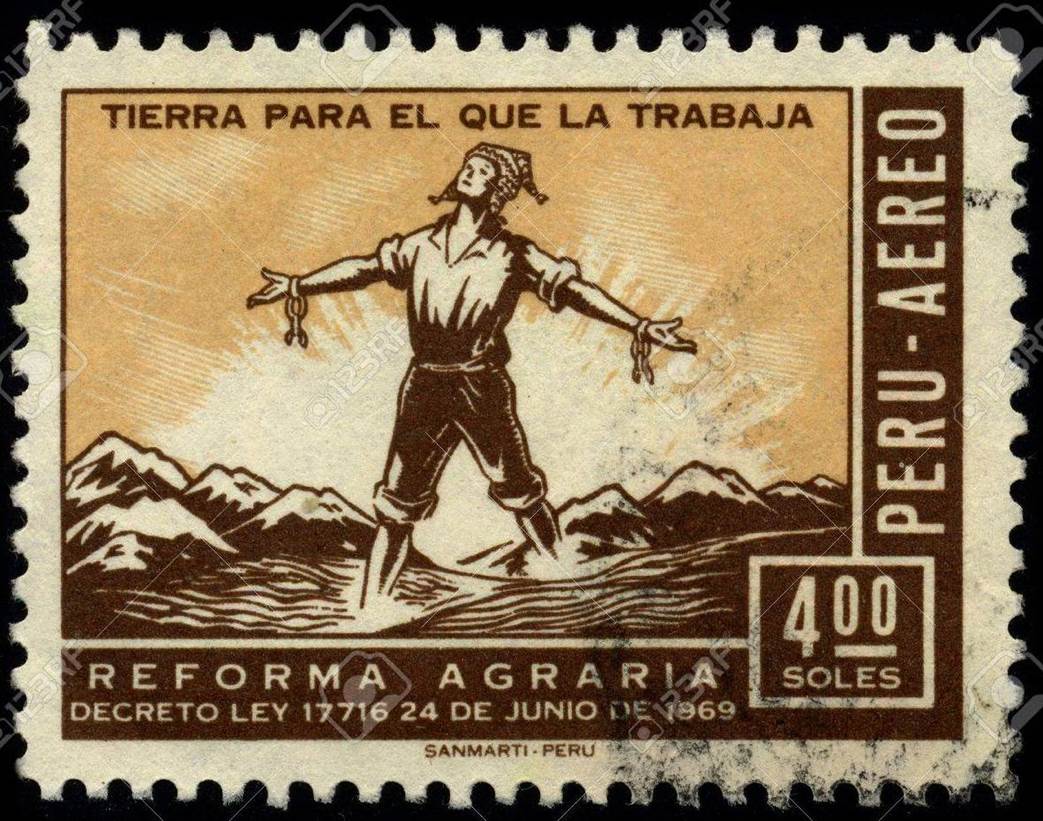 TIERRA PARA EL QUE LA TRABAJA
PERU - AEREO
4.00
SOLES
REFORMA AGRARIA
DECRETO LEY 17716 24 DE JUNIO DE 1969
SANMARTI - PERU
123RF